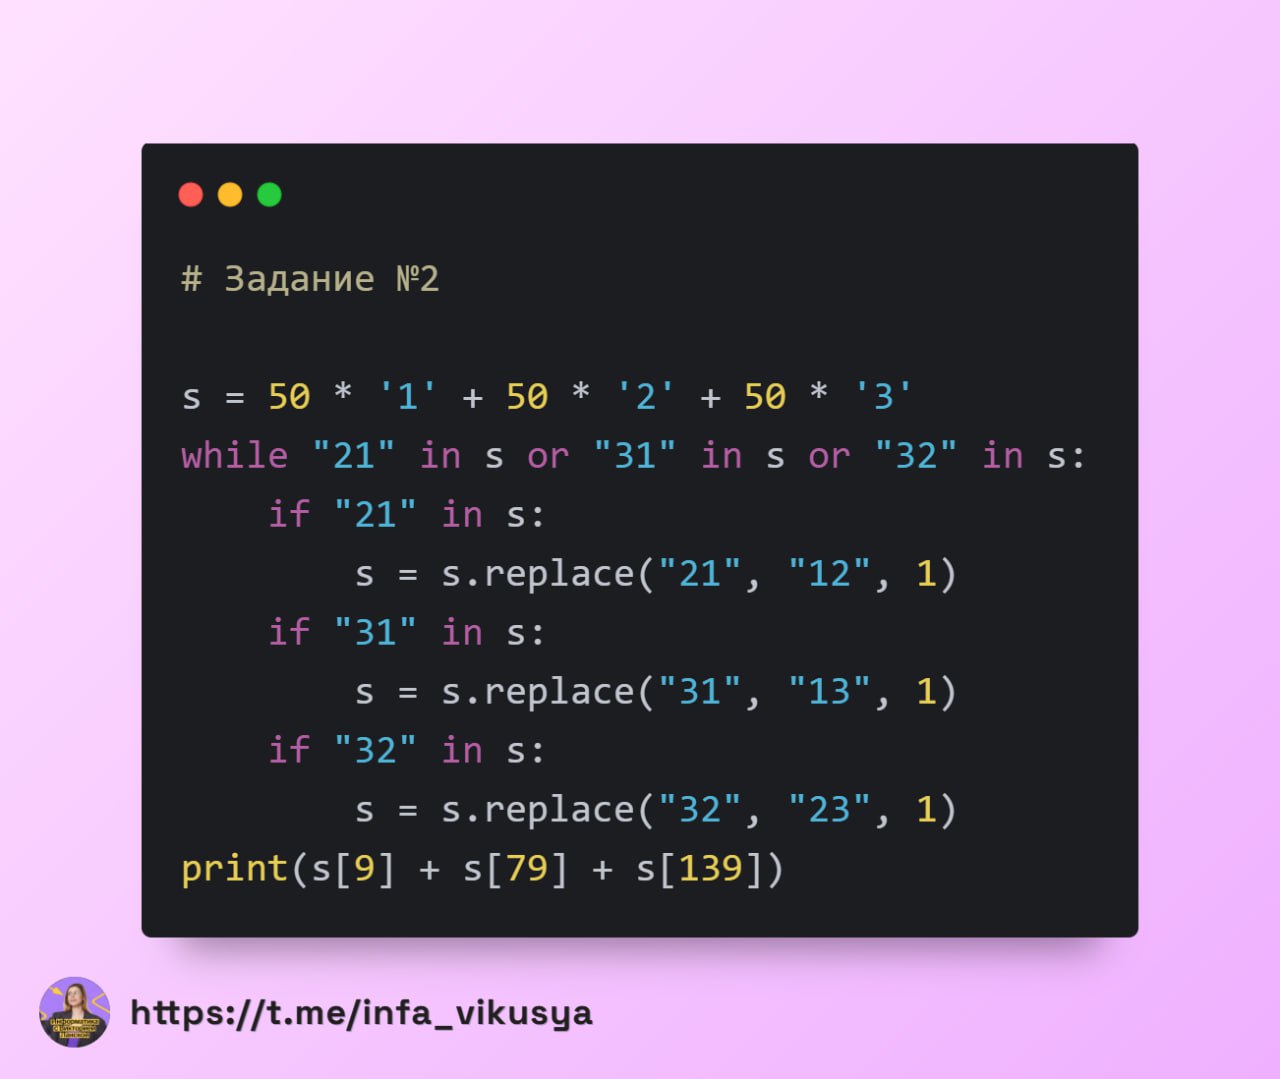 # Задание №2
s = 50 * '1' + 50 * '2' + 50 * '3'
while "21" in s or "31" in s or "32" in s:
    if "21" in s:
        s = s.replace("21", "12", 1)
    if "31" in s:
        s = s.replace("31", "13", 1)
    if "32" in s:
        s = s.replace("32", "23", 1)
print(s[9] + s[79] + s[139])
https://t.me/infa_vikusya